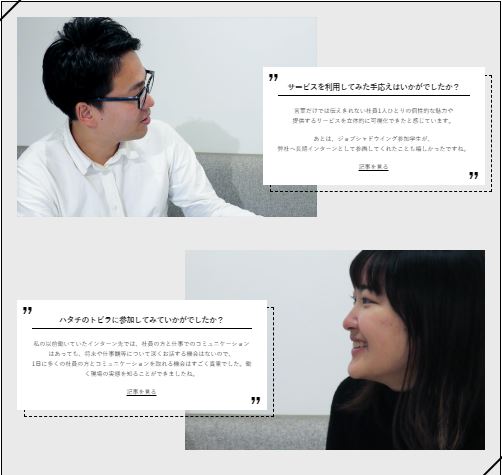 サービスを利用してみた手応えはいかがでしたか？
言葉だけでは伝えきれない社員1人ひとりの個性的な魅力や
提供するサービスを立体的に可視化できたと感じています。
あとは、ジョブシャドウイング参加学生が、
弊社へ長期インターンとして参画してくれたことも嬉しかったですね。
記事を見る
ハタチのトビラに参加してみていかがでしたか？
私の以前働いていたインターン先では、社員の方と仕事でのコミュニケーション
はあっても、将来や仕事観等について深くお話する機会はないので、
1日に多くの社員の方とコミュニケーションを取れる機会はすごく貴重でした。働
く現場の実態を知ることができましたね。
記事を見る